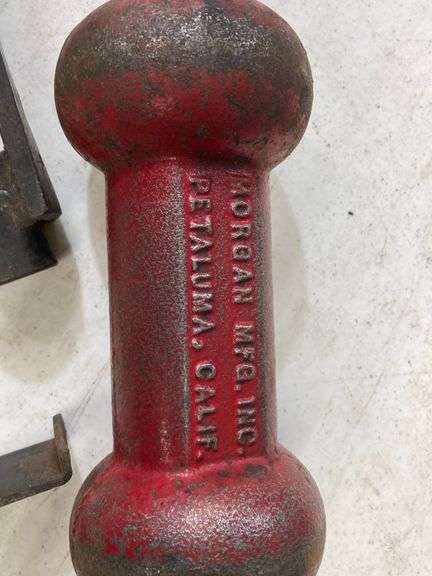 MORGAN MFG. INC.
PETALUMA, CALIF.